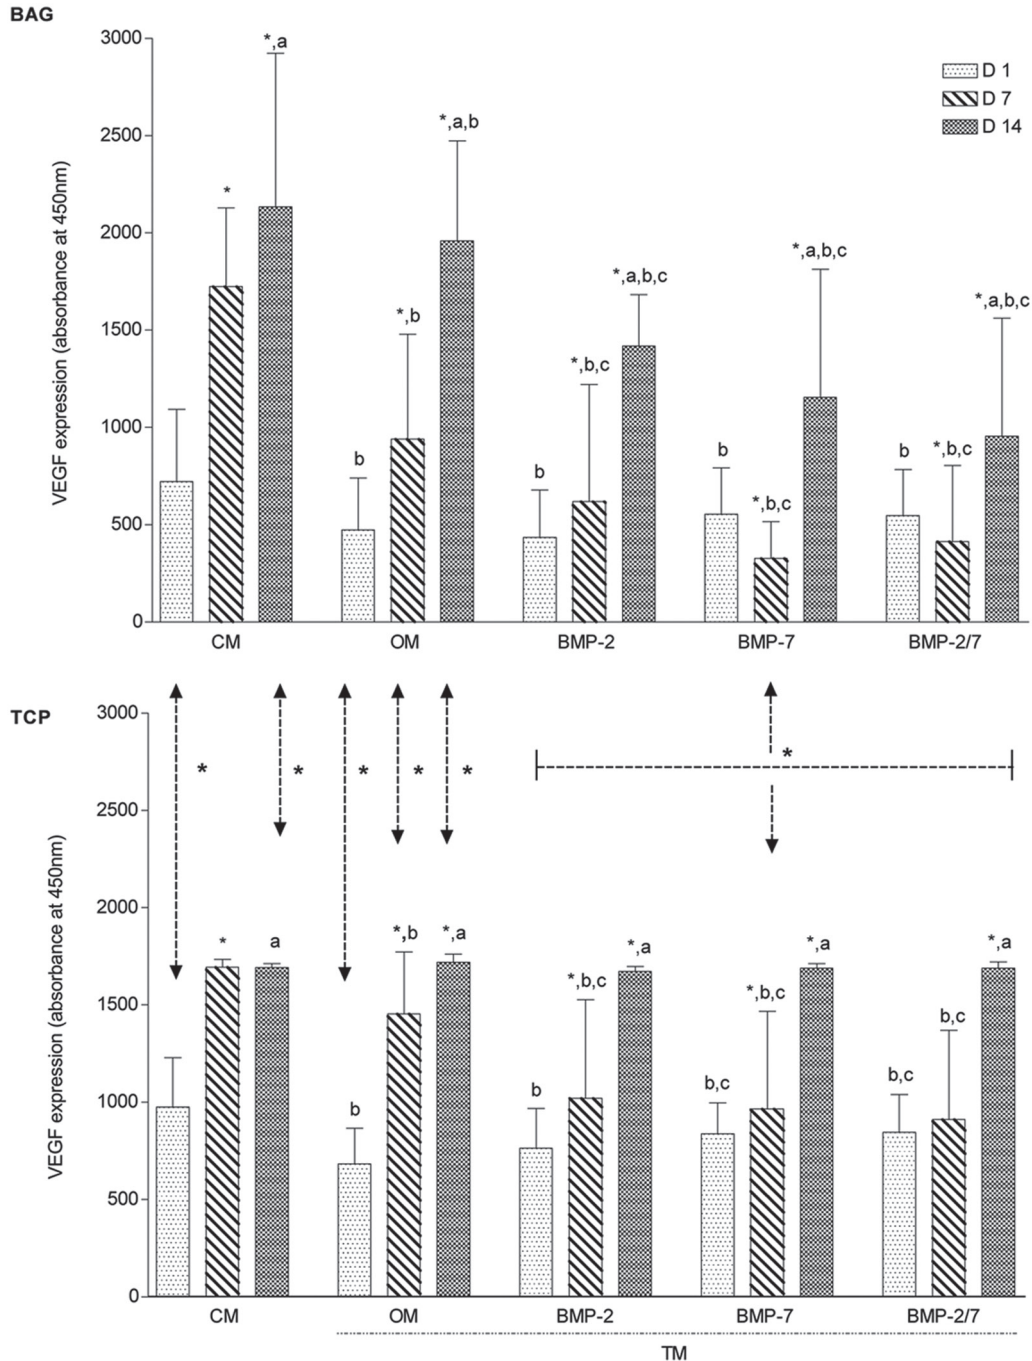 BAG
3000
2500
2000
1500
1000
500
0
VEGF expression (absorbance at 450nm)
D 1
D 7
D 14
*
*,a
b
*,b
*,a,b
b
*,b,c
*,a,b,c
b
*,b,c
*,a,b,c
b
*,b,c
*,a,b,c
CM OM BMP-2 BMP-7 BMP-2/7
* * * * * *
TCP
3000
2500
2000
1500
1000
500
0
VEGF expression (absorbance at 450nm)
*
a
b
*,b
*,a
b
*,b,c
*,a
b,c
*,b,c
*,a
b,c
b,c
*,a
CM OM BMP-2 BMP-7 BMP-2/7
TM